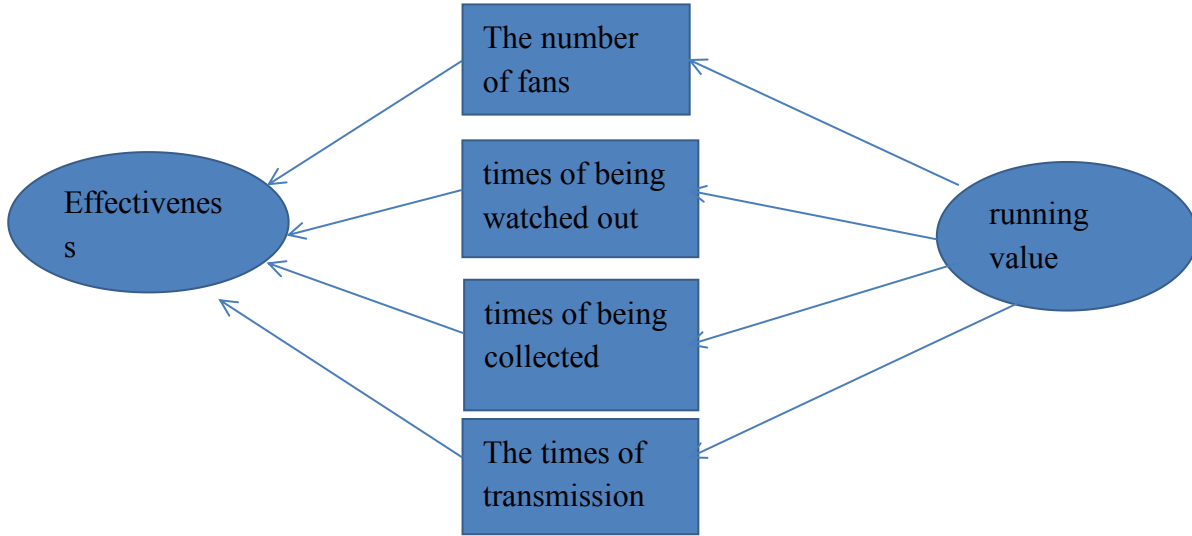 The number
of fans
times of being
watched out
Effectivenes
s
running
value
times of being
collected
The times of
transmission